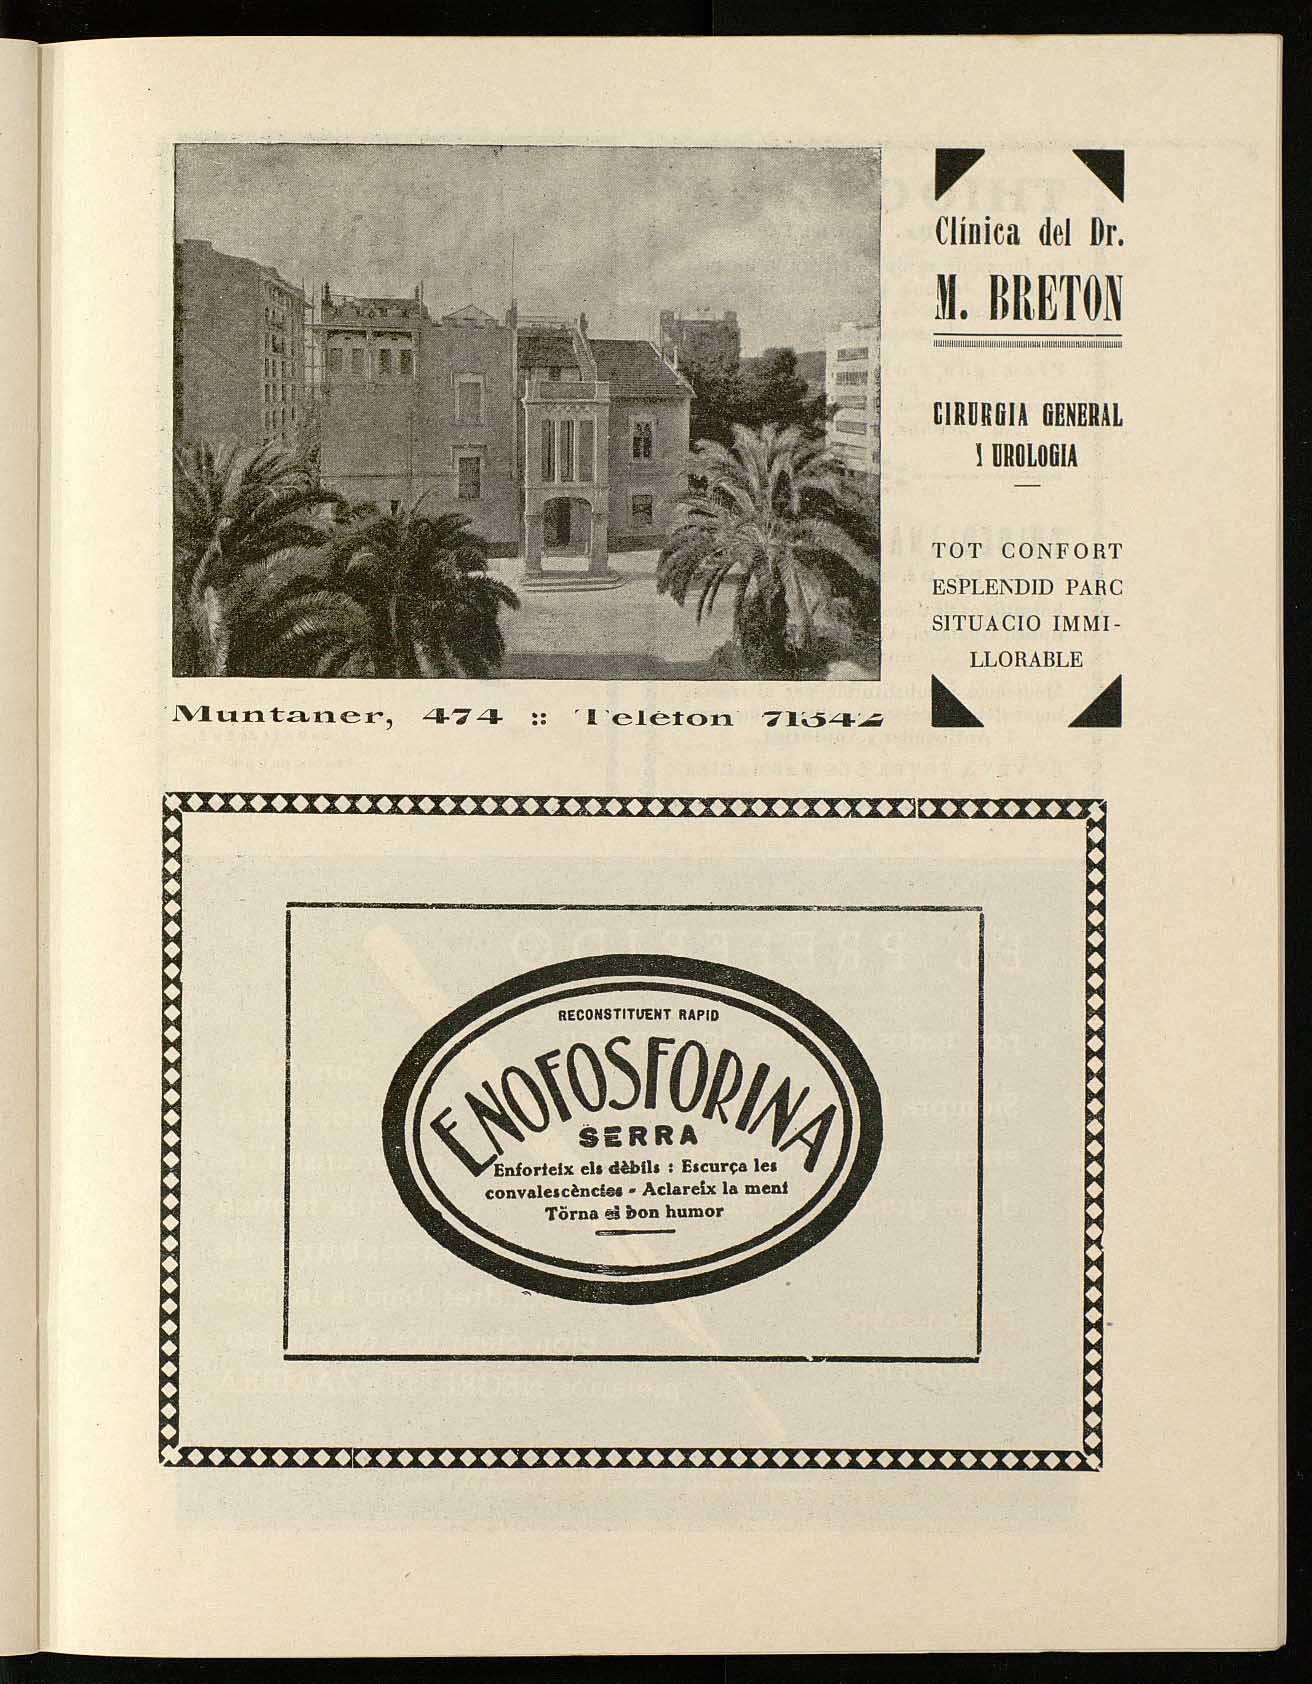 Clínica del Dr.
M. BRETON
CIRURGIA GENERAL
I UROLOGIA
TOT CONFORT
ESPLENDID PARC
SITUACIO IMMI-
LLORABLE
Muntaner, 474 :: Telèfon 71542
RECONSTITUENT RAPID
ENOFOSFORINA
SERRA
Enforteix els dèbils : Escurça les
convalescències - Aclareix la ment
Torna el bon humor